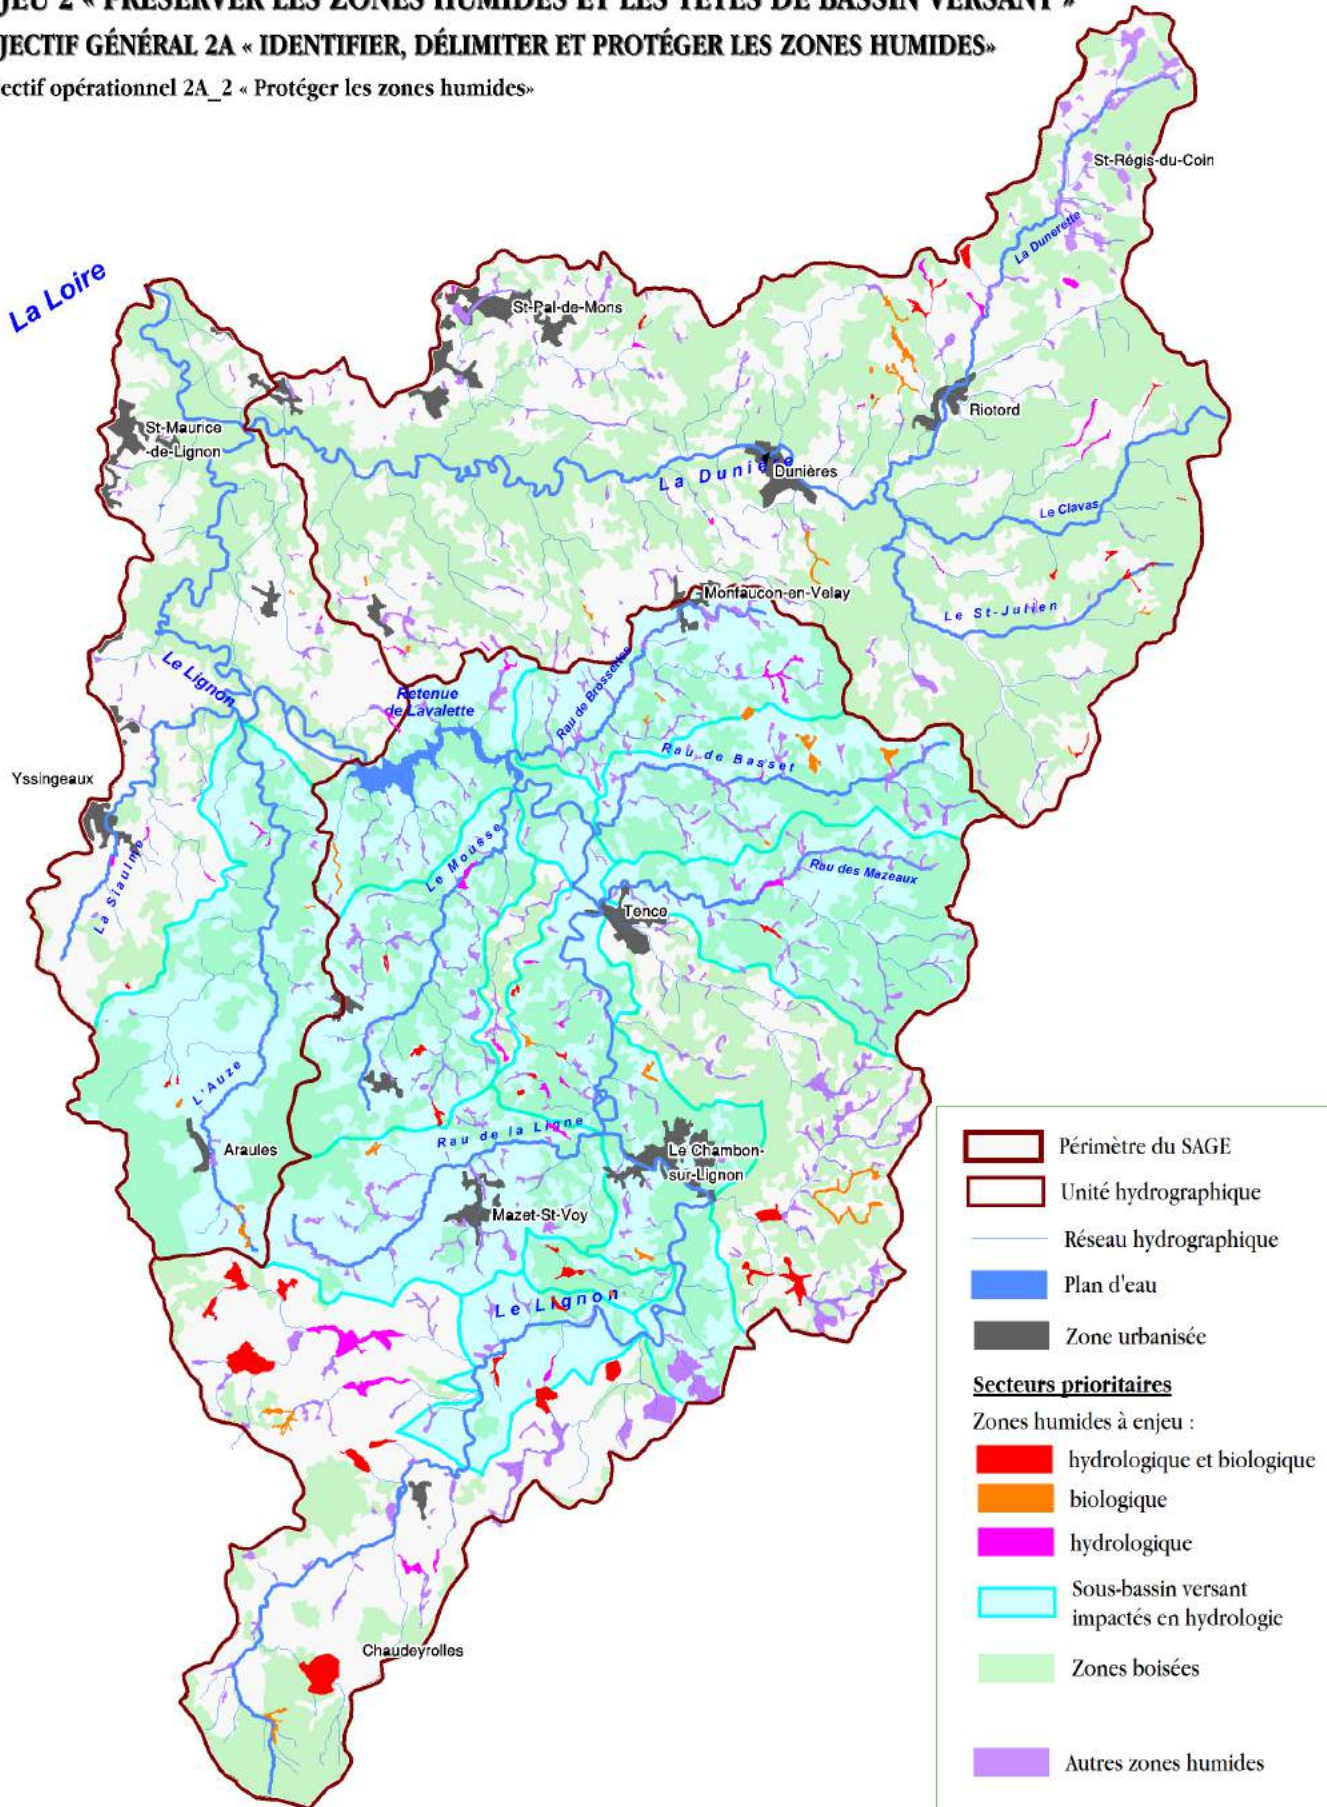 JEU 2 « PRÉSERVER LES ZONES HUMIDES ET LES TÊTES DE BASSIN VERSANT »
JECTIF GÉNÉRAL 2A « IDENTIFIER, DÉLIMITER ET PROTÉGER LES ZONES HUMIDES»
ectif opérationnel 2A_2 « Protéger les zones humides»
St-Régis-du-Coin
La Dunerette
La Loire
St-Pal-de-Mons
Riotord
St-Maurice
-de-Lignon
La Dunière
Dunières
Le Clavas
Monfaucon-en-Velay
Le St-Julien
Le Lignon
Retenue
de Lavalette
Rau de Brossettes
Rau de Basset
Yssingeaux
La Siaulme
Le Mousse
Rau des Mazeaux
Tence
L'Auze
Araules
Rau de la Ligne
Le Chambon-
sur-Lignon
Mazet-St-Voy
Le Lignon
Chaudeyrolles
Périmètre du SAGE
Unité hydrographique
Réseau hydrographique
Plan d'eau
Zone urbanisée
Secteurs prioritaires
Zones humides à enjeu :
hydrologique et biologique
biologique
hydrologique
Sous-bassin versant
impactés en hydrologie
Zones boisées
Autres zones humides